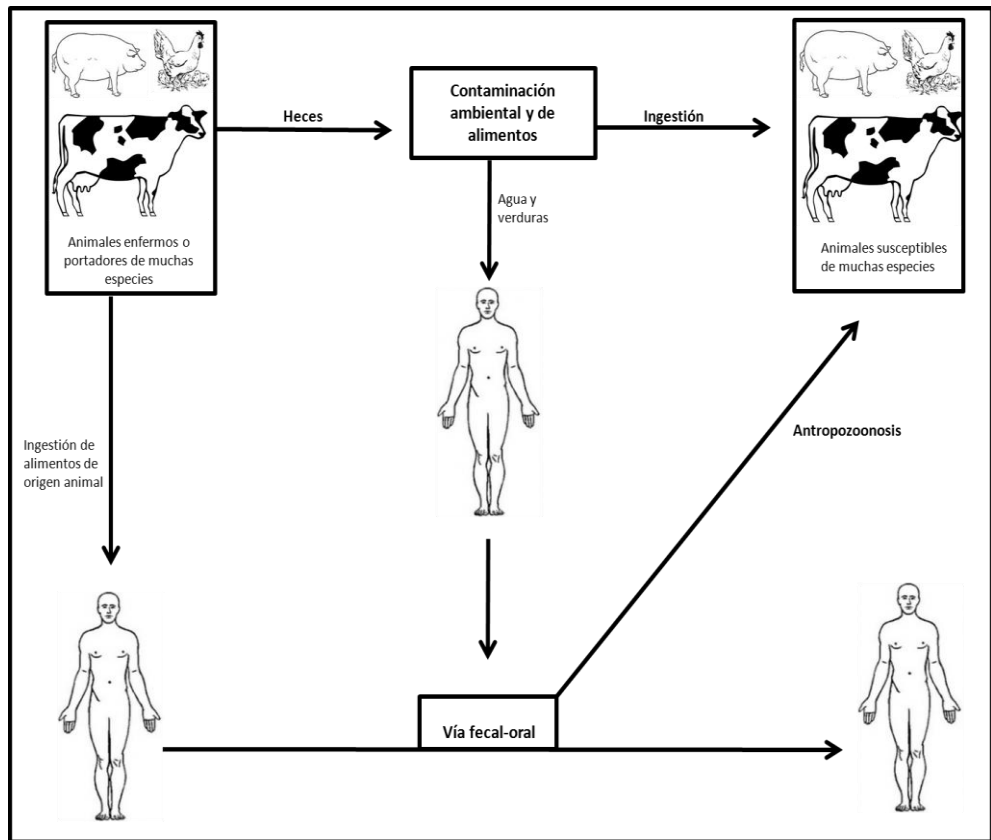 Heces
Contaminación
ambiental y de
alimentos
Ingestión
Agua y
verduras
Animales enfermos o
portadores de muchas
especies
Animales susceptibles
de muchas especies
Ingestión de
alimentos de
origen animal
Antropozoonosis
Vía fecal-oral